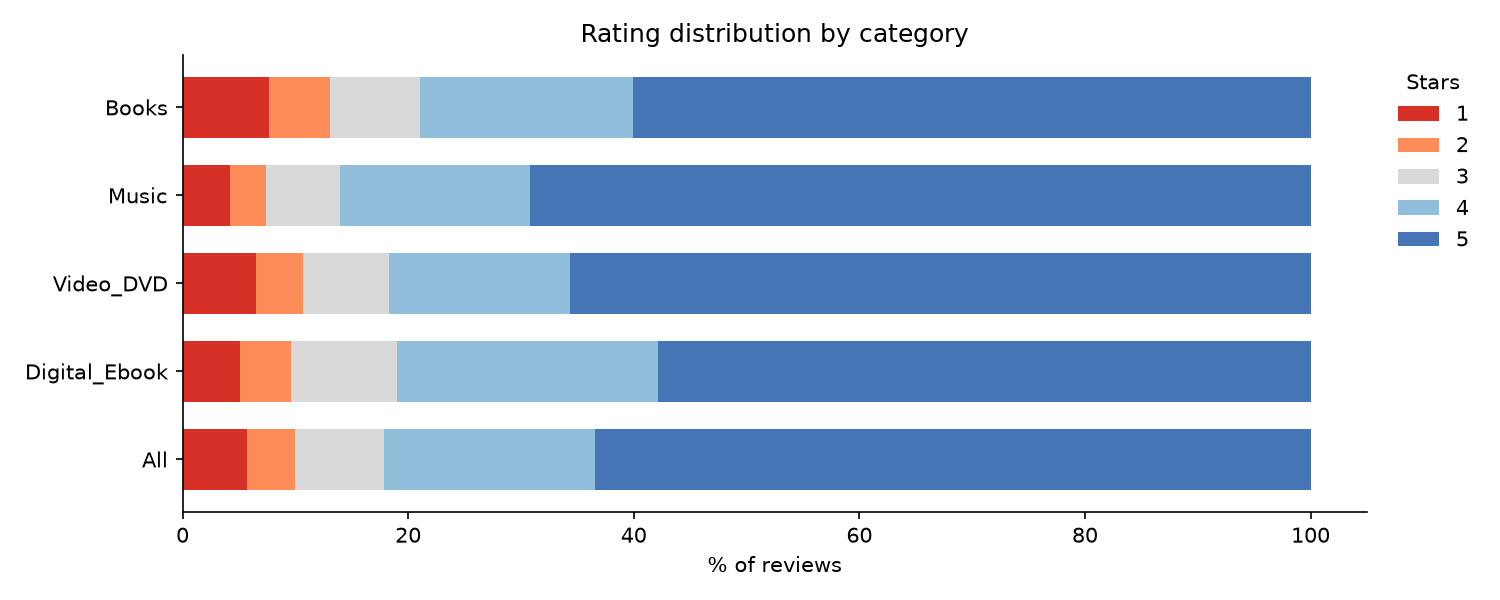 Rating distribution by category
Books
Music
Video_DVD
Digital_Ebook
All
0 20 40 60 80 100
% of reviews
Stars
1
2
3
4
5